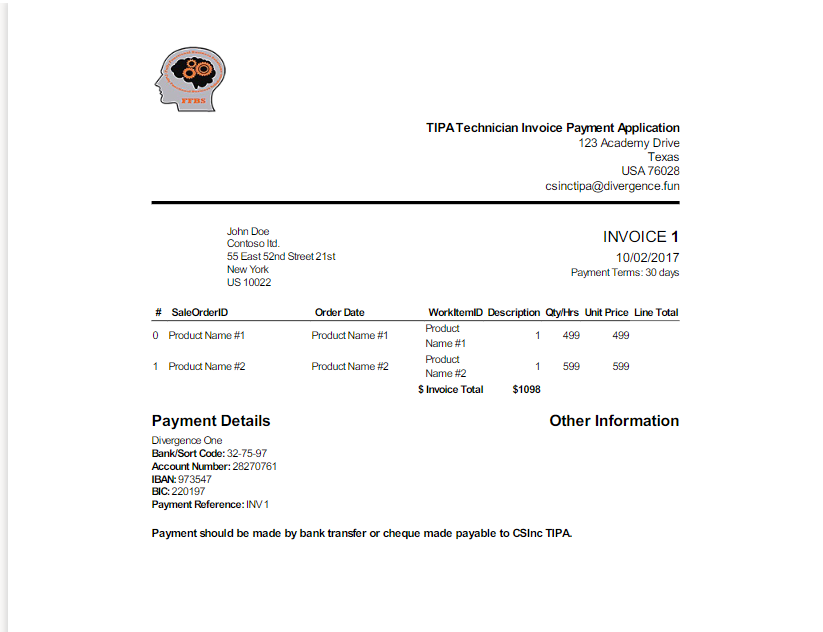 FFBS
TIPA Technician Invoice Payment Application
123 Academy Drive
Texas
USA 76028
csinctipa@divergence.fun
John Doe
Contoso ltd.
55 East 52nd Street 21st
New York
US 10022
INVOICE 1
10/02/2017
Payment Terms: 30 days
# SaleOrderID Order Date WorkItemID Description Qty/Hrs Unit Price Line Total
0 Product Name #1 Product Name #1 Product Name #1 1 499 499
1 Product Name #2 Product Name #2 Product Name #2 1 599 599
$ Invoice Total $1098
Payment Details
Divergence One
Bank/Sort Code: 32-75-97
Account Number: 28270761
IBAN: 973547
BIC: 220197
Payment Reference: INV 1
Other Information
Payment should be made by bank transfer or cheque made payable to CSInc TIPA.